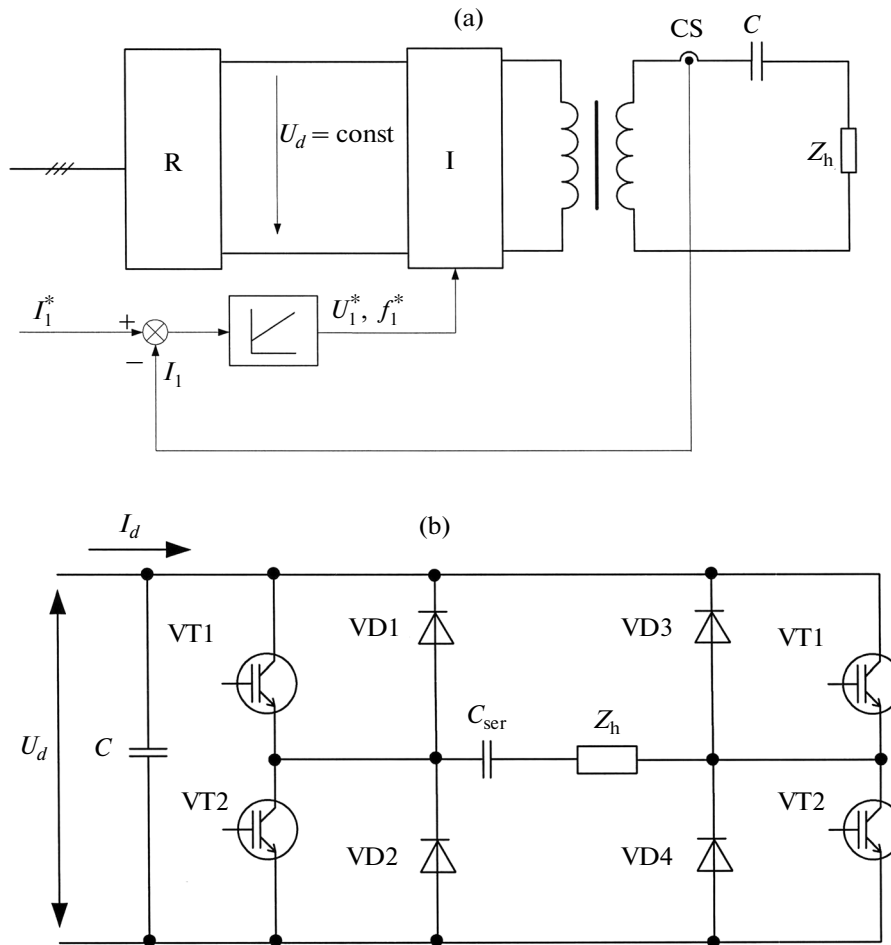 (a)
CS
C
R
U_d = const
I
Z_h
I_1^*
+
U_1^*, f_1^*
−
I_1
(b)
I_d
VT1
VD1
VD3
VT1
C_ser
Z_h
U_d
C
VT2
VD2
VD4
VT2